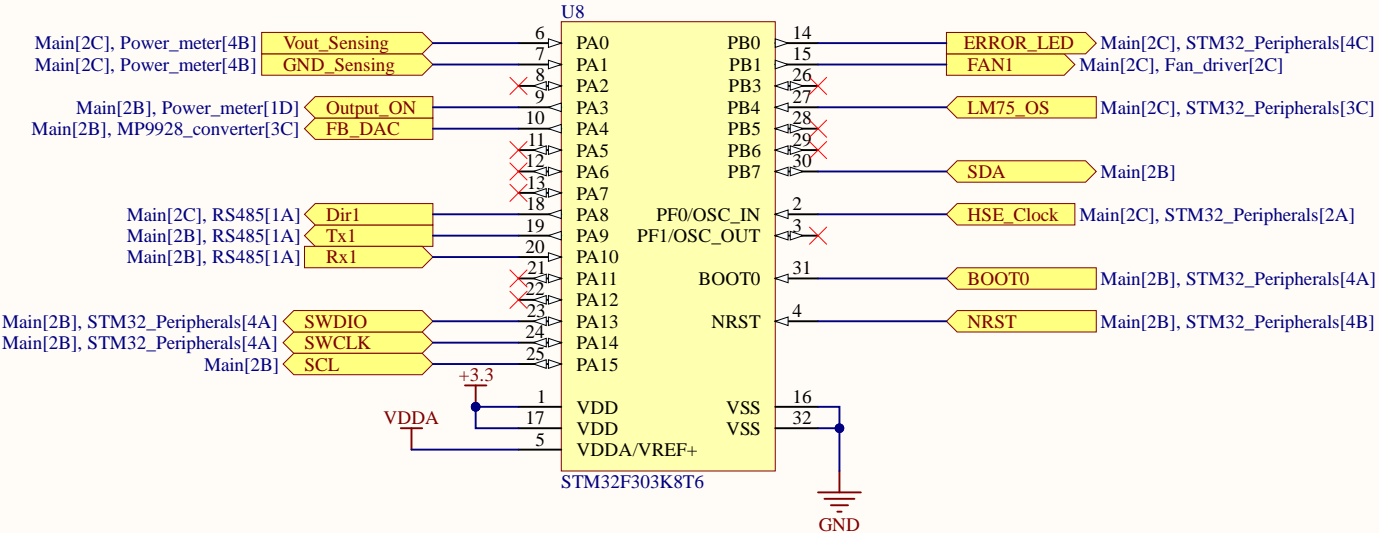 U8
Main[2C], Power_meter[4B] Vout_Sensing 6 PA0 PB0 14 ERROR_LED Main[2C], STM32_Peripherals[4C]
Main[2C], Power_meter[4B] GND_Sensing 7 PA1 PB1 15 FAN1 Main[2C], Fan_driver[2C]
8 PA2 PB3 26
Main[2B], Power_meter[1D] Output_ON 9 PA3 PB4 27 LM75_OS Main[2C], STM32_Peripherals[3C]
Main[2B], MP9928_converter[3C] FB_DAC 10 PA4 PB5 28
11 PA5 PB6 29
12 PA6 PB7 30 SDA Main[2B]
13 PA7
Main[2C], RS485[1A] Dir1 18 PA8 PF0/OSC_IN 2 HSE_Clock Main[2C], STM32_Peripherals[2A]
Main[2B], RS485[1A] Tx1 19 PA9 PF1/OSC_OUT 3
Main[2B], RS485[1A] Rx1 20 PA10
21 PA11 BOOT0 31 BOOT0 Main[2B], STM32_Peripherals[4A]
22 PA12
Main[2B], STM32_Peripherals[4A] SWDIO 23 PA13 NRST 4 NRST Main[2B], STM32_Peripherals[4B]
Main[2B], STM32_Peripherals[4A] SWCLK 24 PA14
Main[2B] SCL 25 PA15
+3.3
1 VDD VSS 16
VDDA 17 VDD VSS 32
5 VDDA/VREF+
STM32F303K8T6
GND